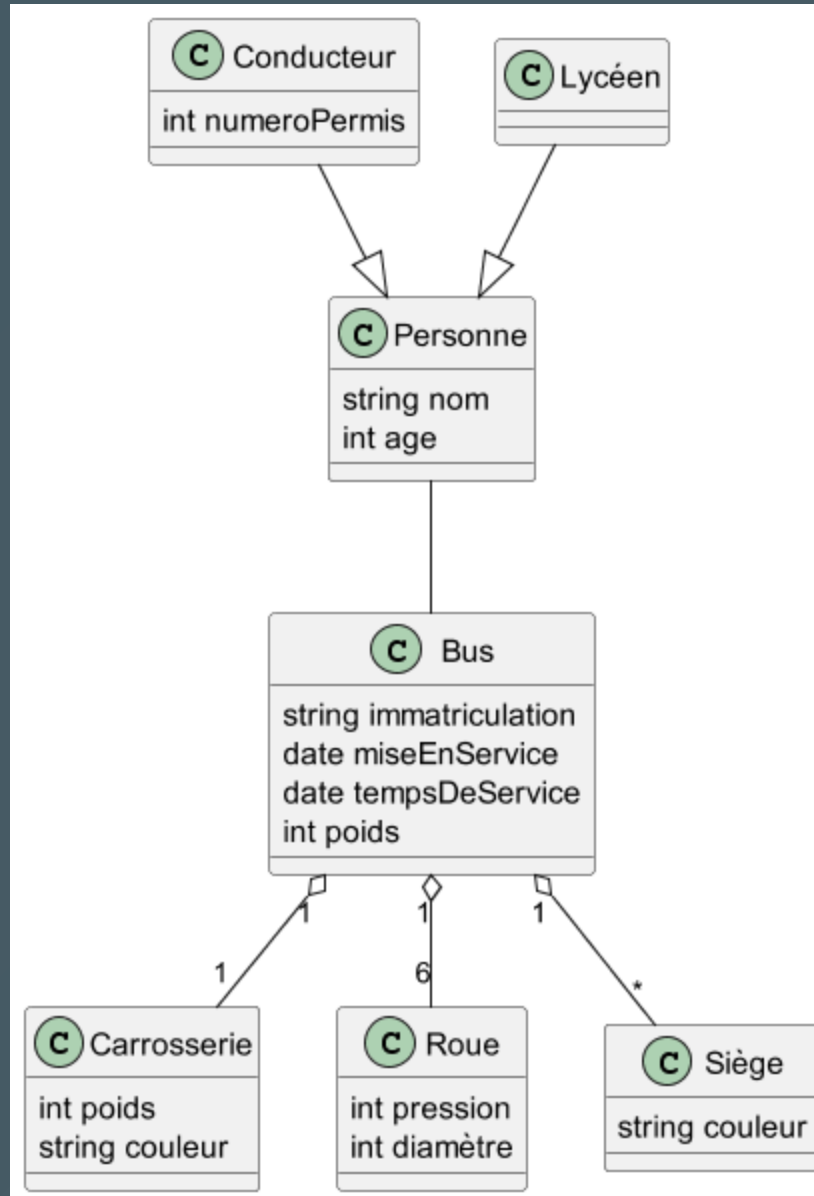 C Conducteur
int numeroPermis
C Lycéen
C Personne
string nom
int age
C Bus
string immatriculation
date miseEnService
date tempsDeService
int poids
1
1
1
1
6
*
C Carrosserie
int poids
string couleur
C Roue
int pression
int diamètre
C Siège
string couleur